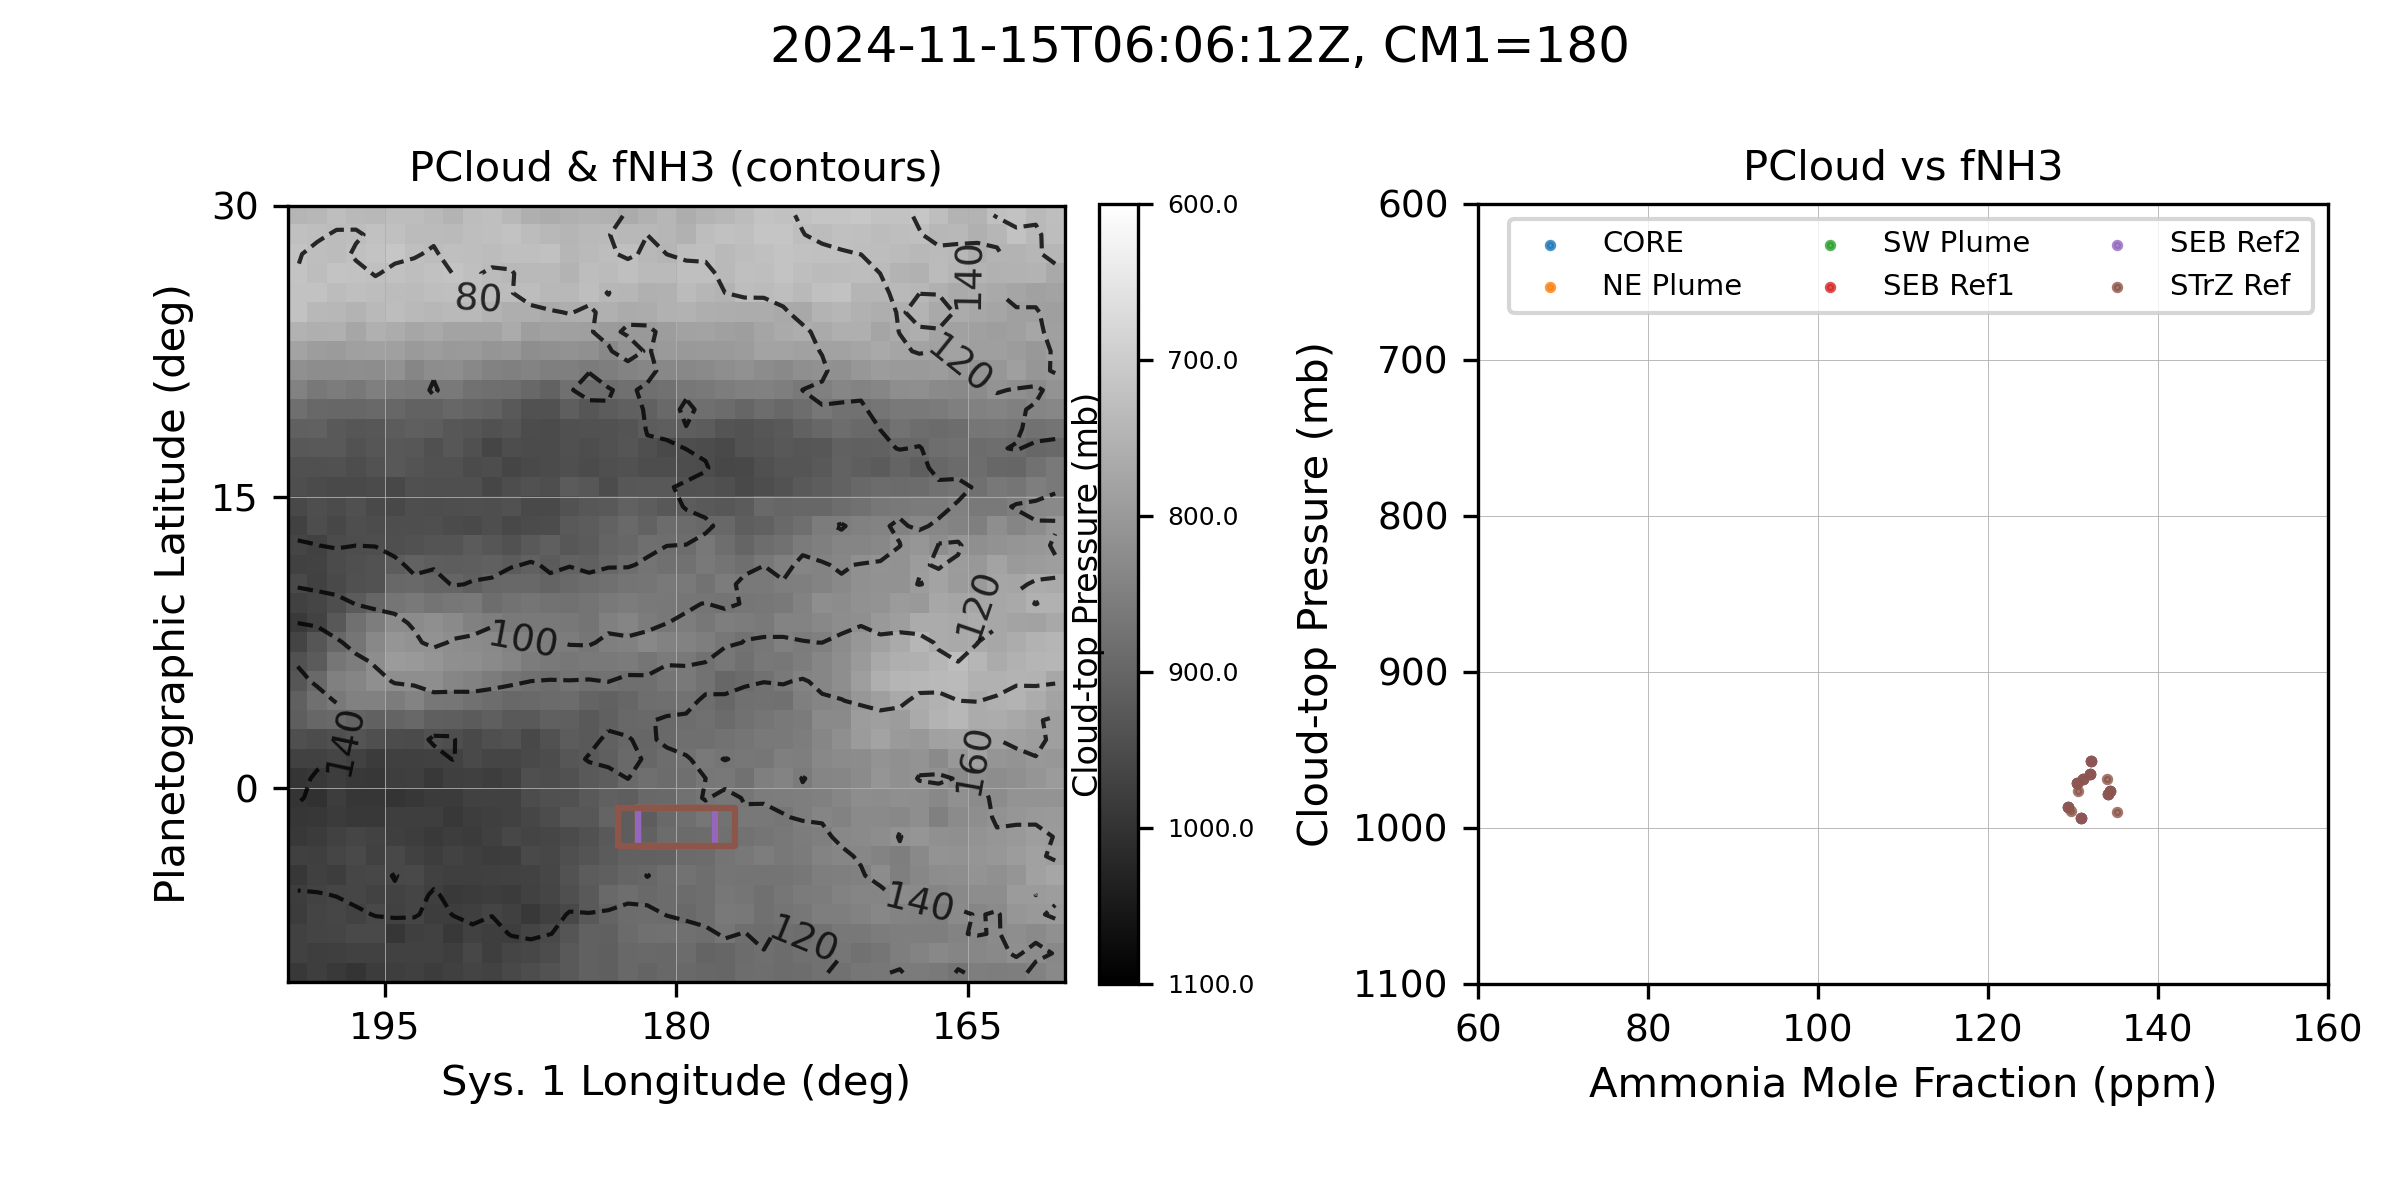 2024-11-15T06:06:12Z, CM1=180
PCloud & fNH3 (contours)
30
15
0
Planetographic Latitude (deg)
195
180
165
Sys. 1 Longitude (deg)
80
140
120
100
120
140
160
140
120
600.0
700.0
800.0
900.0
1000.0
1100.0
Cloud-top Pressure (mb)
PCloud vs fNH3
CORE
NE Plume
SW Plume
SEB Ref1
SEB Ref2
STrZ Ref
600
700
800
900
1000
1100
Cloud-top Pressure (mb)
60
80
100
120
140
160
Ammonia Mole Fraction (ppm)